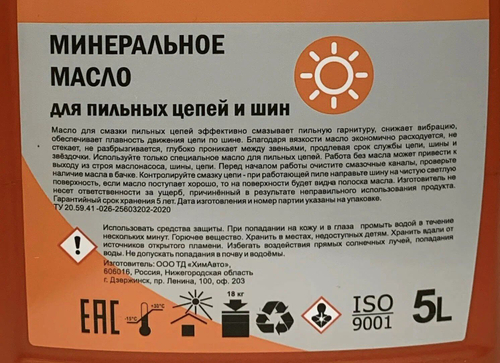 МИНЕРАЛЬНОЕ
МАСЛО
для пильных цепей и шин
Масло для смазки пильных цепей эффективно смазывает пильную гарнитуру, снижает вибрацию,
обеспечивает плавность движения цепи по шине. Благодаря вязкости масло экономично расходуется, не
стекает, не разбрызгивается, глубоко проникает между звеньями, продлевая срок службы цепи, шины и
звёздочки. Используйте только специальное масло для пильных цепей. Работа без масла может привести к
выходу из строя маслонасоса, шины, цепи. Перед началом работы очистите смазочные каналы, проверьте
наличие масла в бачке. Контролируйте смазку цепи - при работающей пиле направьте шину на чистую светлую
поверхность, если масло поступает хорошо, то на поверхности будет видна полоска масла. Изготовитель не
несет ответственности за ущерб, причинённый в результате неправильного использования продукта.
Гарантийный срок хранения 5 лет. Дата изготовления и номер партии указаны на упаковке.
ТУ 20.59.41 -026-25603202-2020
Использовать средства защиты. При попадании на кожу и в глаза промыть водой в течение
нескольких минут. Горючее вещество. Хранить в местах, недоступных детям. Хранить вдали от
источников открытого пламени. Избегать воздействия прямых солнечных лучей, попадания
воды. Не допускать попадания в почву и водоёмы.
Изготовитель: ООО ТД «ХимАвто»,
606016, Россия, Нижегородская область
г. Дзержинск, пр. Ленина, 100, оф. 203
EAC
-15°C
+35°C
18 кг
ISO
9001
5L